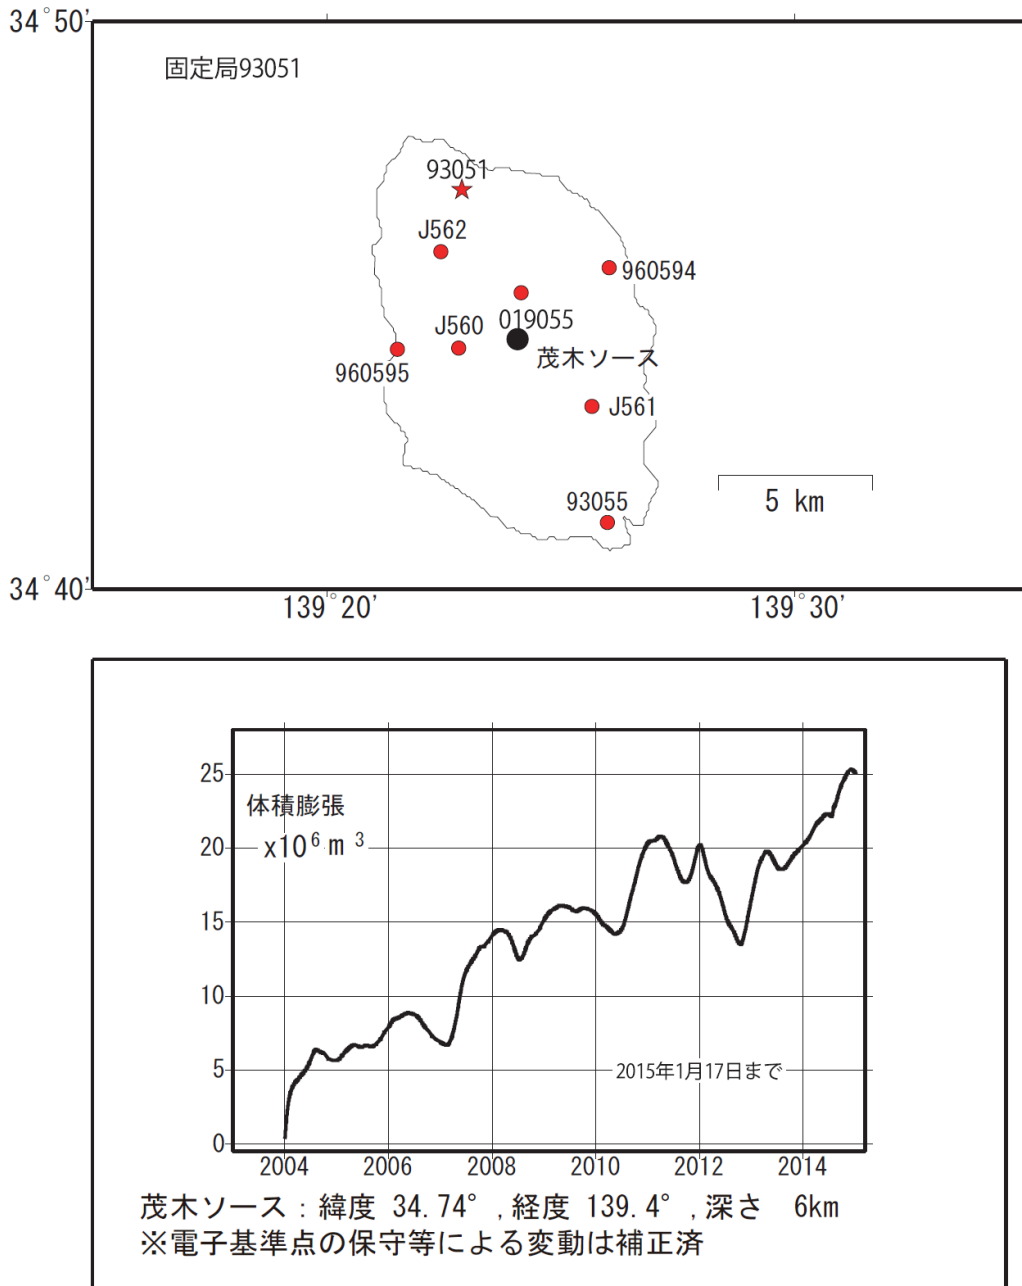 34°50'
固定局93051
93051
J562
960594
019055
J560
茂木ソース
960595
J561
5 km
93055
34°40'
139°20'
139°30'
25
体積膨張
x10⁶ m ³
20
15
10
5
2015年1月17日まで
0
2004 2006 2008 2010 2012 2014
茂木ソース：緯度 34.74° ,経度 139.4° ,深さ 6km
※電子基準点の保守等による変動は補正済